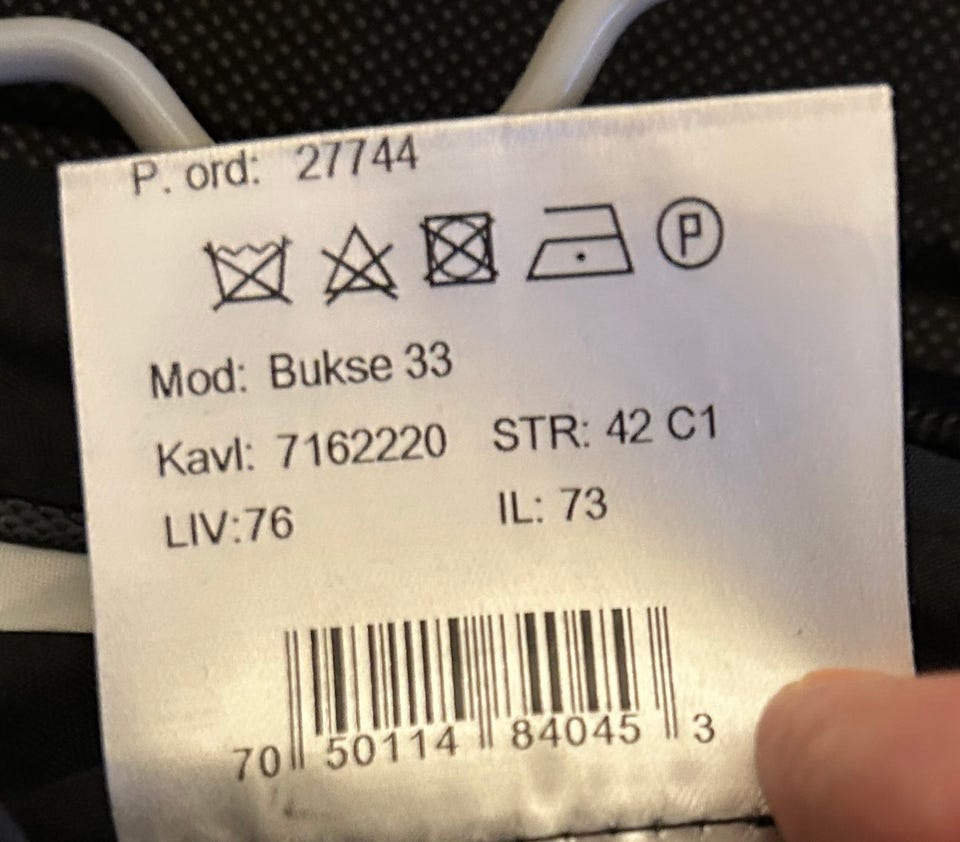 P. ord: 27744
P
Mod: Bukse 33
Kavl: 7162220 STR: 42 C1
LIV:76 IL: 73
70 50114 84045 3